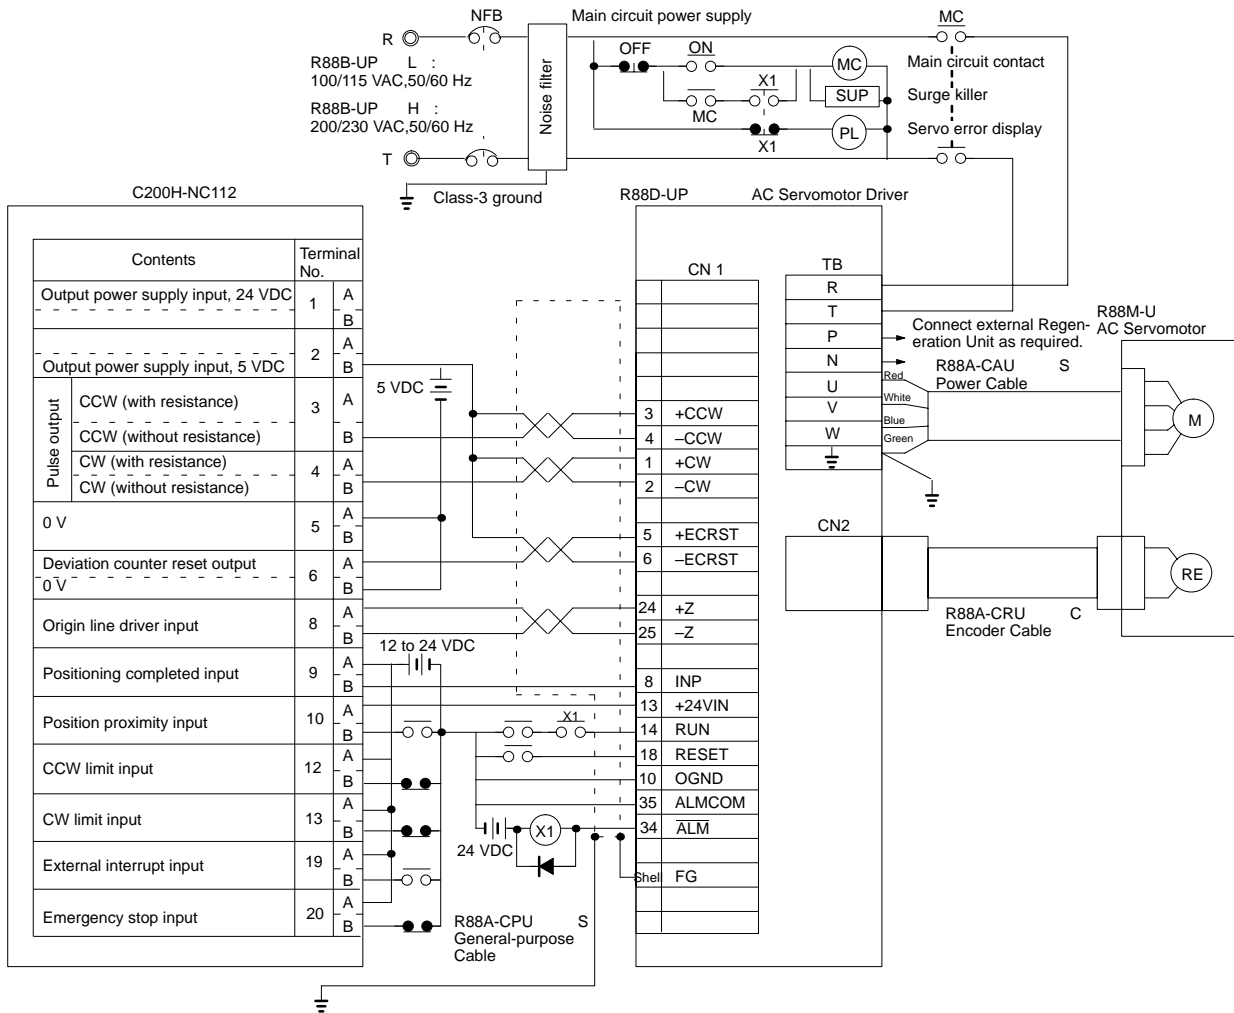 NFB
Main circuit power supply
MC
R
OFF
ON
MC
Main circuit contact
R88B-UP L :
100/115 VAC,50/60 Hz
X1
SUP
Surge killer
R88B-UP H :
200/230 VAC,50/60 Hz
Noise filter
MC
PL
Servo error display
X1
T
Class-3 ground
C200H-NC112
R88D-UP
AC Servomotor Driver
Contents
Terminal
No.
Output power supply input, 24 VDC
1
A
B
2
A
Output power supply input, 5 VDC
B
Pulse output
CCW (with resistance)
3
A
CCW (without resistance)
B
CW (with resistance)
4
A
CW (without resistance)
B
0 V
5
A
B
Deviation counter reset output
6
A
0 V
B
Origin line driver input
8
A
B
Positioning completed input
9
A
B
Position proximity input
10
A
B
CCW limit input
12
A
B
CW limit input
13
A
B
External interrupt input
19
A
B
Emergency stop input
20
A
B
5 VDC
12 to 24 VDC
X1
24 VDC
X1
R88A-CPU S
General-purpose
Cable
CN 1
3 +CCW
4 –CCW
1 +CW
2 –CW
5 +ECRST
6 –ECRST
24 +Z
25 –Z
8 INP
13 +24VIN
14 RUN
18 RESET
10 OGND
35 ALMCOM
34 ALM
Shell FG
TB
R
T
P
N
U
V
W
Connect external Regen-
eration Unit as required.
R88M-U
AC Servomotor
R88A-CAU S
Power Cable
Red
White
Blue
Green
M
CN2
RE
R88A-CRU C
Encoder Cable